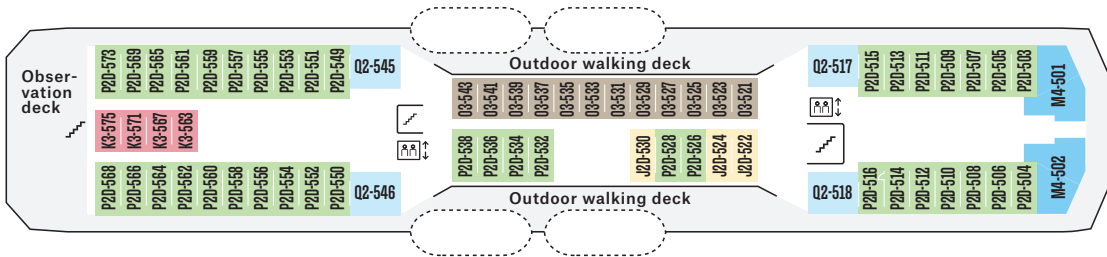 Obser-
vation
deck
P2D-573
P2D-569
P2D-565
P2D-561
P2D-559
P2D-557
P2D-555
P2D-553
P2D-551
P2D-549
Q2-545
K3-575
K3-571
K3-567
K3-563
P2D-568
P2D-566
P2D-564
P2D-562
P2D-560
P2D-558
P2D-556
P2D-554
P2D-552
P2D-550
Q2-546
Outdoor walking deck
O3-543
O3-541
O3-539
O3-537
O3-535
O3-533
O3-531
O3-529
O3-527
O3-525
O3-523
O3-521
P2D-538
P2D-536
P2D-534
P2D-532
J2D-530
P2D-528
P2D-526
J2D-524
J2D-522
Outdoor walking deck
Q2-517
P2D-515
P2D-513
P2D-511
P2D-509
P2D-507
P2D-505
P2D-503
M4-501
Q2-518
P2D-516
P2D-514
P2D-512
P2D-510
P2D-508
P2D-506
P2D-504
M4-502